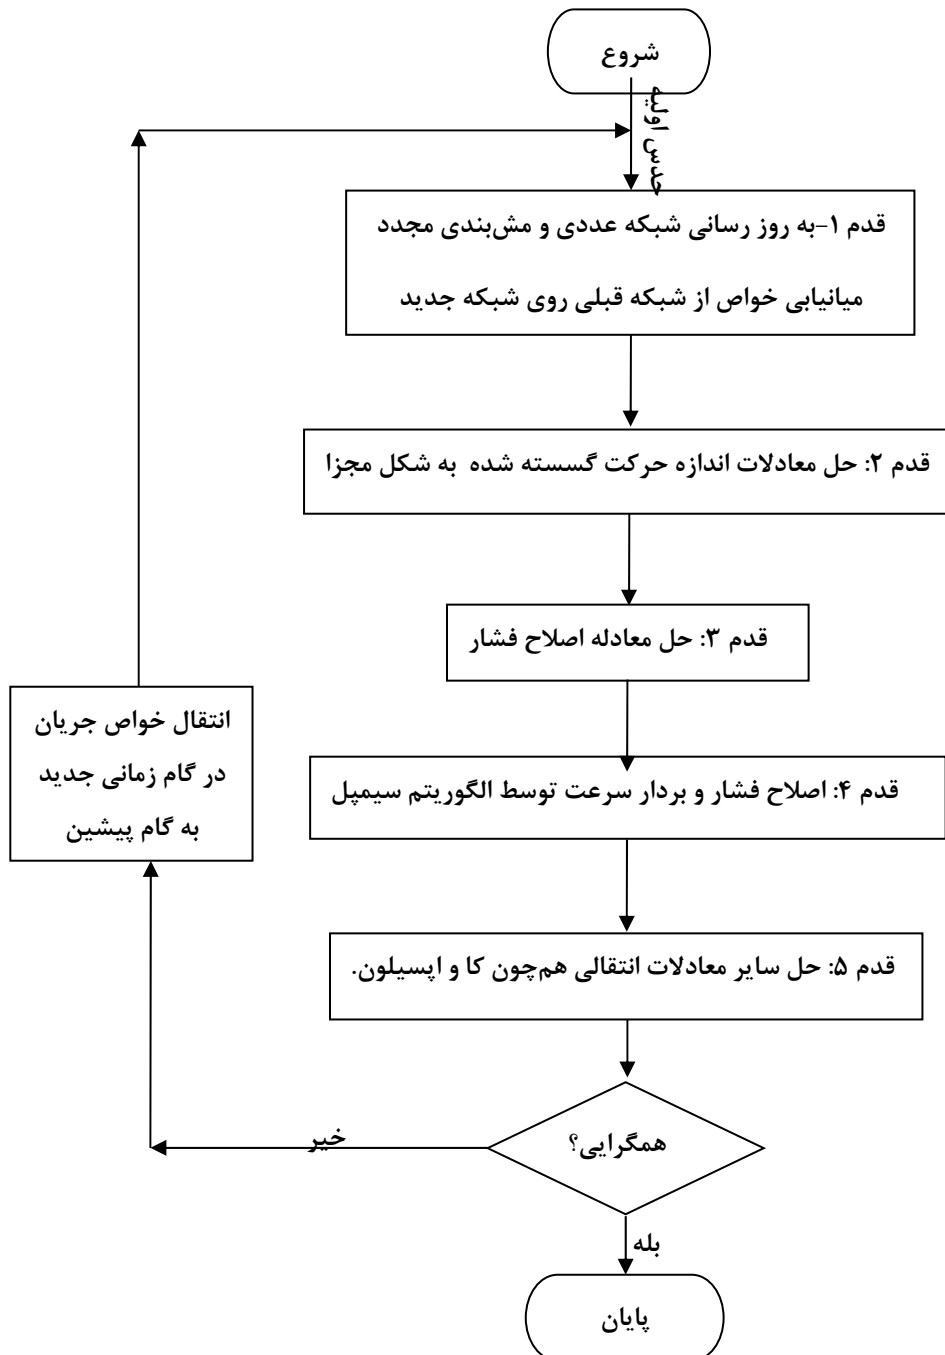 شروع
حدس اولیه
قدم ۱-به روز رسانی شبکه عددی و مش‌بندی مجدد
میانیابی خواص از شبکه قبلی روی شبکه جدید
قدم ۲: حل معادلات اندازه حرکت گسسته شده به شکل مجزا
قدم ۳: حل معادله اصلاح فشار
انتقال خواص جریان
در گام زمانی جدید
به گام پیشین
قدم ۴: اصلاح فشار و بردار سرعت توسط الگوریتم سیمپل
قدم ۵: حل سایر معادلات انتقالی هم‌چون کا و اپسیلون.
همگرایی؟
خیر
بله
پایان